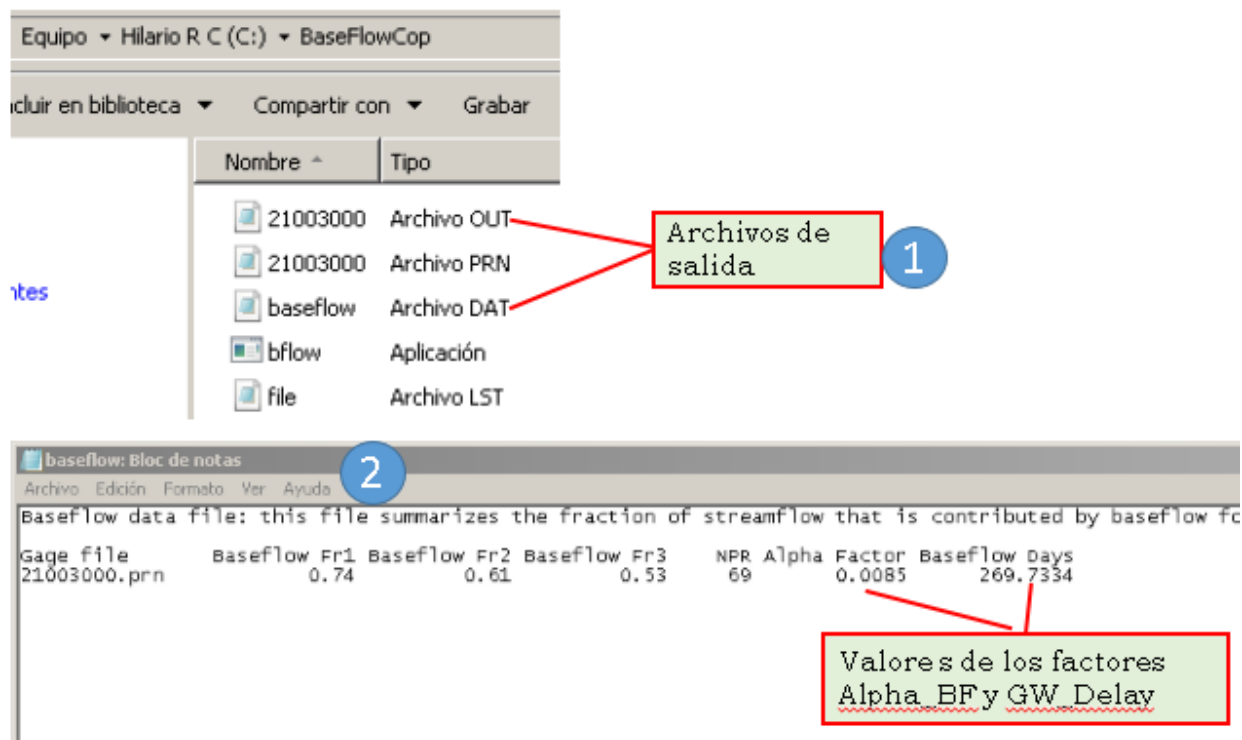 Equipo Hilario R C (C:) BaseFlowCop
ncluir en biblioteca Compartir con Grabar
Nombre Tipo
21003000 Archivo OUT
21003000 Archivo PRN
baseflow Archivo DAT
bflow Aplicación
file Archivo LST
ntes
Archivos de
salida
1
baseflow: Bloc de notas
2
Archivo Edición Formato Ver Ayuda
Baseflow data file: this file summarizes the fraction of streamflow that is contributed by baseflow fo
Gage file Baseflow Fr1 Baseflow Fr2 Baseflow Fr3 NPR Alpha Factor Baseflow Days
21003000.prn 0.74 0.61 0.53 69 0.0085 269.7334
Valores de los factores
Alpha_BF y GW_Delay